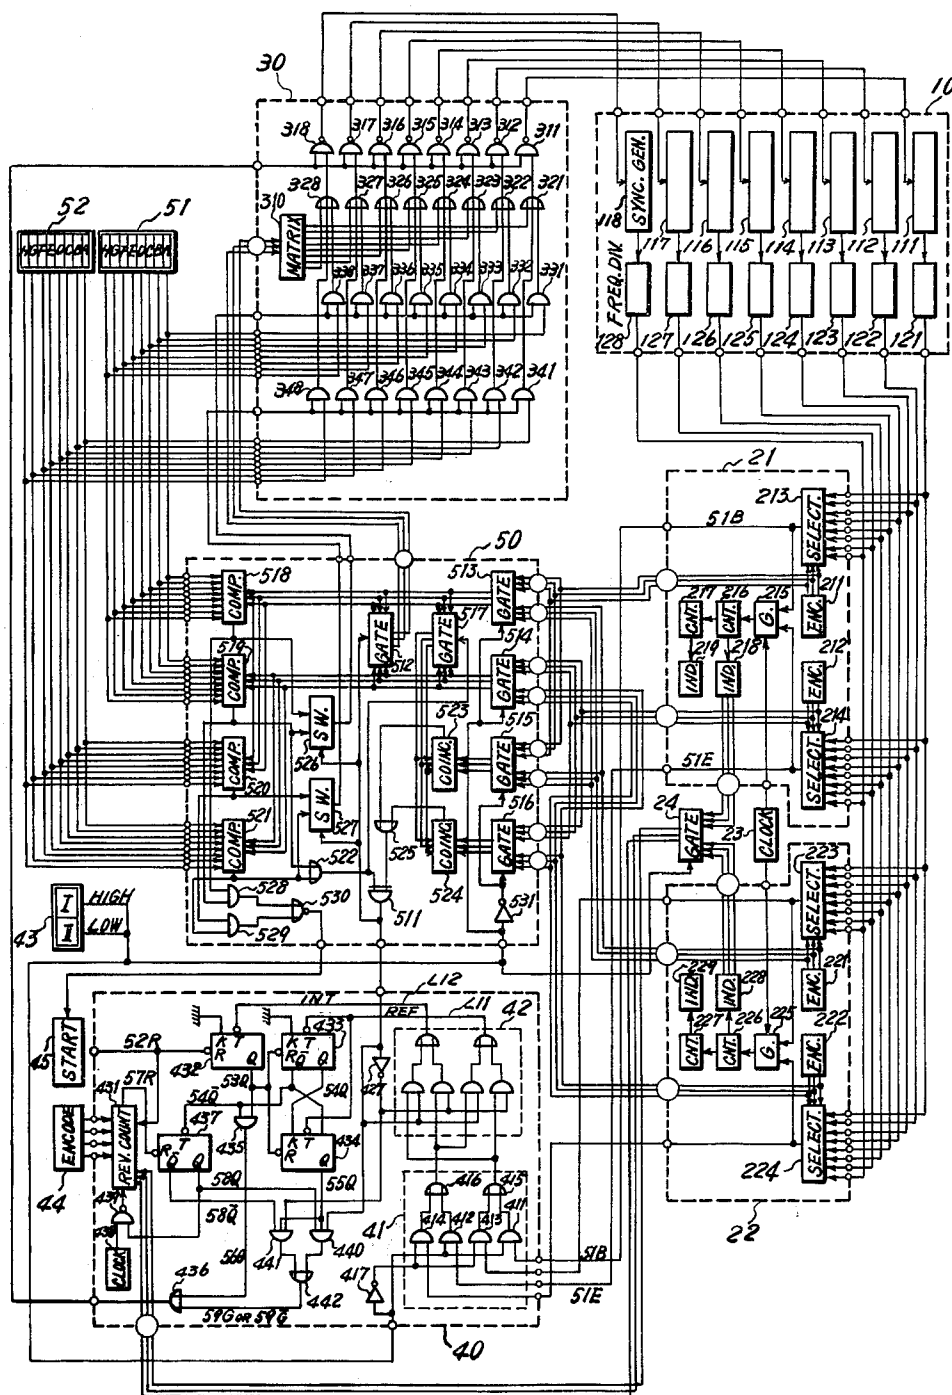 30
10
318 317 316 315 314 313 312 311
328 327 326 325 324 323 322 321
310
MATRIX
338 337 336 335 334 333 332 331
348 347 346 345 344 343 342 341
52
51
HGFEDCBA
HGFEDCBA
SYNC. GEN.
118 117 116 115 114 113 112 111
FREQ. DIV.
128 127 126 125 124 123 122 121
21
213
SELECT.
51B
217 216 215
CNT. CNT. G.
211
ENC.
219 218
IND. IND.
212
ENC.
214
SELECT.
51E
24
GATE
23
CLOCK
223
SELECT.
229 228
IND. IND.
221
ENC.
227 226 225
CNT. CNT. G.
222
ENC.
224
SELECT.
22
50
518
COMP.
513
GATE
517
GATE
512
GATE
514
GATE
519
COMP.
S.W.
526
523
COINC.
515
GATE
520
COMP.
516
GATE
S.W.
527
525
521
COMP.
COINC.
524
GATE
522
528
530
511
531
529
43
I
II
HIGH
LOW
L12
INT
REF
L11
42
45
START
52R
57R
R T Q
432
53Q
433
R T
Q̄ Q
427
54Q̄
54Q
431
REV. COUNT
437
T
R Q̄ Q
435
R T
Q
434
ENCODE
44
58Q
55Q
58Q̄
441
440
416 415
41
414 412 413 411
439
CLOCK
56Q
436
442
417
51B
51E
59G OR 59G̅
40